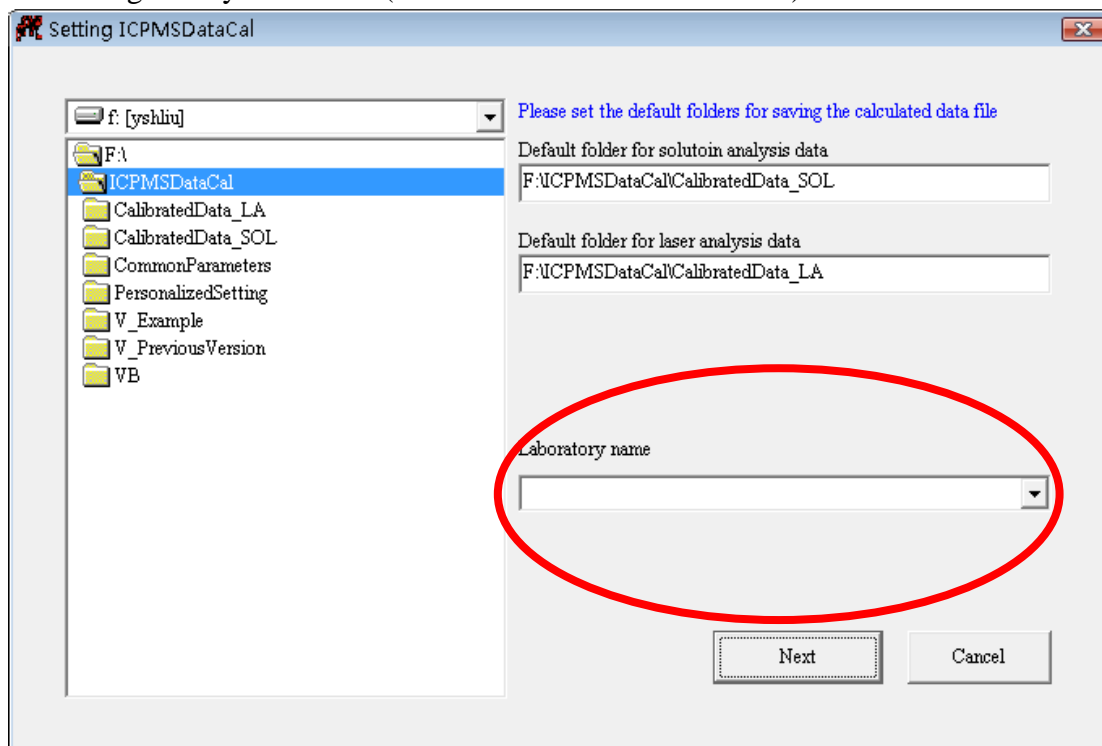 Setting ICPMSDataCal
f: [yshliu]
F:\
ICPMSDataCal
CalibratedData_LA
CalibratedData_SOL
CommonParameters
PersonalizedSetting
V_Example
V_PreviousVersion
VB
Please set the default folders for saving the calculated data file
Default folder for solutoin analysis data
F:\ICPMSDataCal\CalibratedData_SOL
Default folder for laser analysis data
F:\ICPMSDataCal\CalibratedData_LA
Laboratory name
Next
Cancel